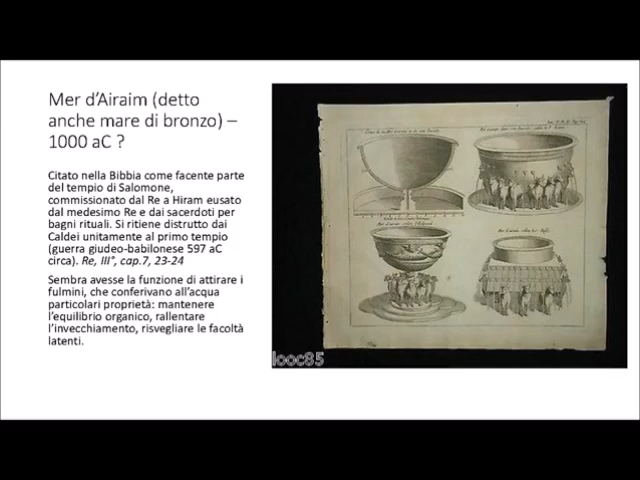 Mer d'Airaim (detto
anche mare di bronzo) –
1000 aC ?
Citato nella Bibbia come facente parte
del tempio di Salomone,
commissionato dal Re a Hiram eusato
dal medesimo Re e dai sacerdoti per
bagni rituali. Si ritiene distrutto dai
Caldei unitamente al primo tempio
(guerra giudeo-babilonese 597 aC
circa). Re, III°, cap.7, 23-24
Sembra avesse la funzione di attirare i
fulmini, che conferivano all'acqua
particolari proprietà: mantenere
l'equilibrio organico, rallentare
l'invecchiamento, risvegliare le facoltà
latenti.
looc85